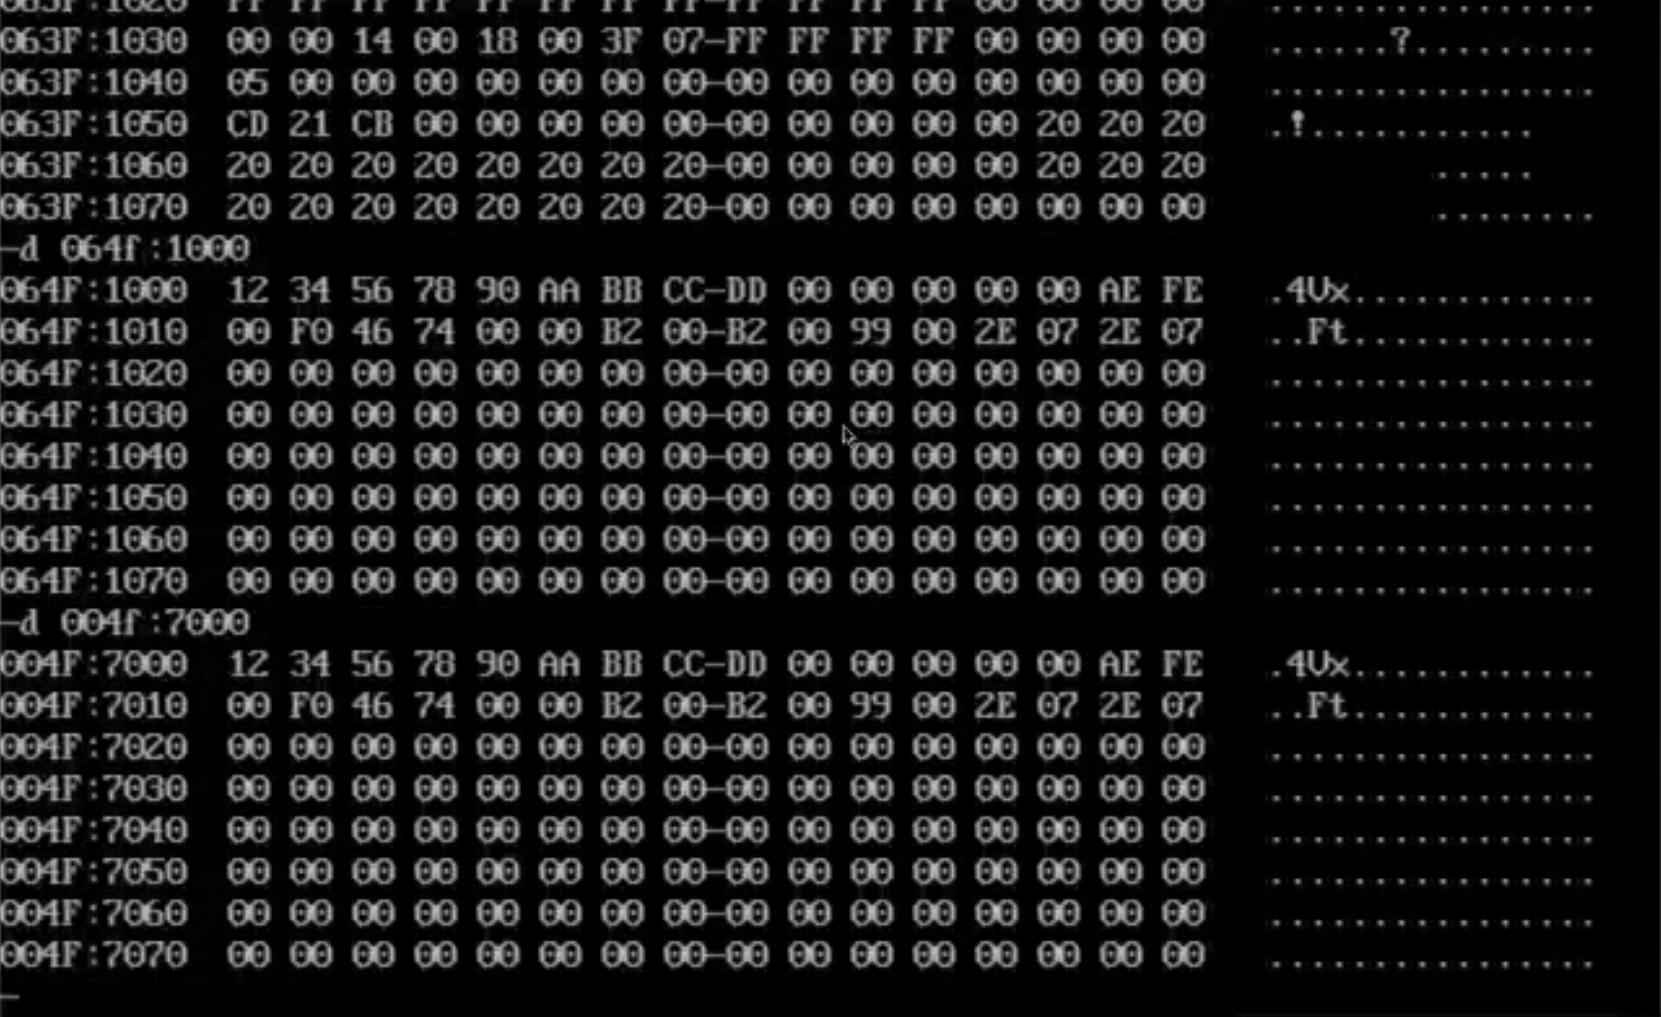 063F:1020 FF FF FF FF FF FF FF FF-FF FF FF FF 00 00 00 00 ................
063F:1030 00 00 14 00 18 00 3F 07-FF FF FF FF 00 00 00 00 ......?.........
063F:1040 05 00 00 00 00 00 00 00-00 00 00 00 00 00 00 00 ................
063F:1050 CD 21 CB 00 00 00 00 00-00 00 00 00 00 20 20 20 .!...........
063F:1060 20 20 20 20 20 20 20 20-00 00 00 00 00 20 20 20 .....
063F:1070 20 20 20 20 20 20 20 20-00 00 00 00 00 00 00 00 ........
-d 064f:1000
064F:1000 12 34 56 78 90 AA BB CC-DD 00 00 00 00 00 AE FE .4Vx............
064F:1010 00 F0 46 74 00 00 B2 00-B2 00 99 00 2E 07 2E 07 ..Ft............
064F:1020 00 00 00 00 00 00 00 00-00 00 00 00 00 00 00 00 ................
064F:1030 00 00 00 00 00 00 00 00-00 00 00 00 00 00 00 00 ................
064F:1040 00 00 00 00 00 00 00 00-00 00 00 00 00 00 00 00 ................
064F:1050 00 00 00 00 00 00 00 00-00 00 00 00 00 00 00 00 ................
064F:1060 00 00 00 00 00 00 00 00-00 00 00 00 00 00 00 00 ................
064F:1070 00 00 00 00 00 00 00 00-00 00 00 00 00 00 00 00 ................
-d 004f:7000
004F:7000 12 34 56 78 90 AA BB CC-DD 00 00 00 00 00 AE FE .4Vx............
004F:7010 00 F0 46 74 00 00 B2 00-B2 00 99 00 2E 07 2E 07 ..Ft............
004F:7020 00 00 00 00 00 00 00 00-00 00 00 00 00 00 00 00 ................
004F:7030 00 00 00 00 00 00 00 00-00 00 00 00 00 00 00 00 ................
004F:7040 00 00 00 00 00 00 00 00-00 00 00 00 00 00 00 00 ................
004F:7050 00 00 00 00 00 00 00 00-00 00 00 00 00 00 00 00 ................
004F:7060 00 00 00 00 00 00 00 00-00 00 00 00 00 00 00 00 ................
004F:7070 00 00 00 00 00 00 00 00-00 00 00 00 00 00 00 00 ................
-